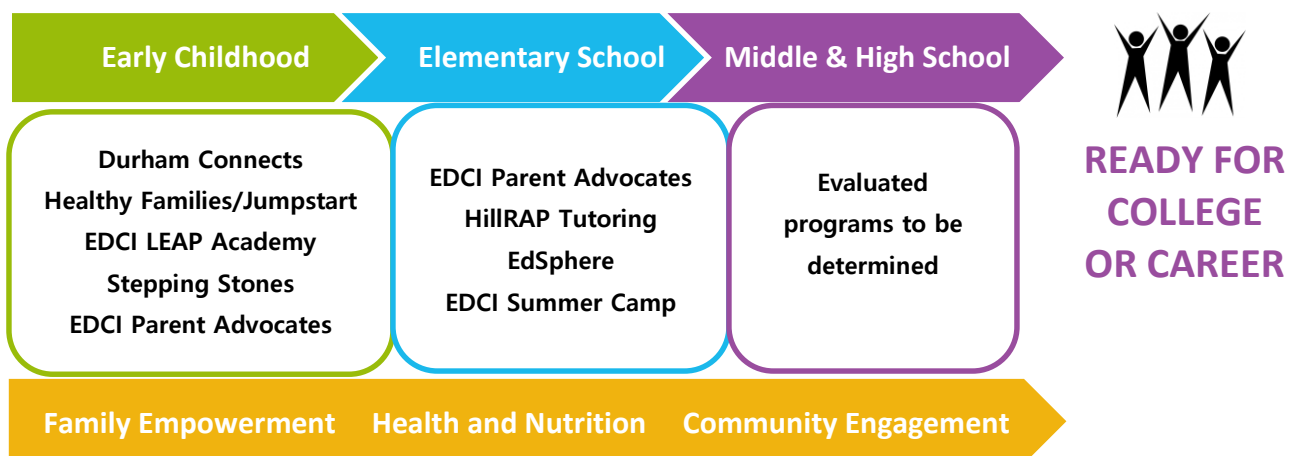 Early Childhood
Elementary School
Middle & High School
Durham Connects
Healthy Families/Jumpstart
EDCI LEAP Academy
Stepping Stones
EDCI Parent Advocates
EDCI Parent Advocates
HillRAP Tutoring
EdSphere
EDCI Summer Camp
Evaluated
programs to be
determined
READY FOR
COLLEGE
OR CAREER
Family Empowerment
Health and Nutrition
Community Engagement